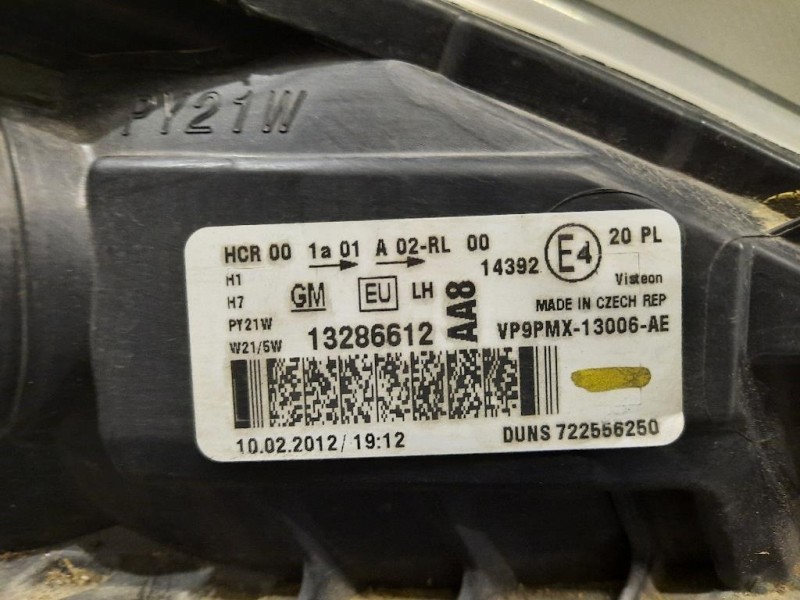 PY21W
HCR 00 1a 01 A 02-RL 00 14392 E4 20 PL
H1
H7
PY21W
W21/5W
GM EU LH
13286612 AA8
Visteon
MADE IN CZECH REP
VP9PMX-13006-AE
10.02.2012/ 19:12
DUNS 722556250